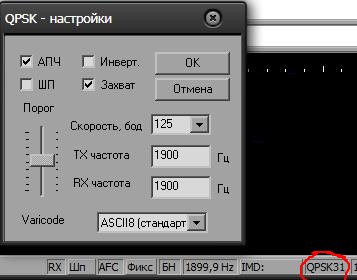 QPSK - настройки
АПЧ Инверт. OK
ШП Захват Отмена
Порог
Скорость, бод 125
TX частота 1900 Гц
RX частота 1900 Гц
Varicode ASCII8 (стандарт
RX Шп AFC Фикс БН 1899,9 Hz IMD: QPSK31